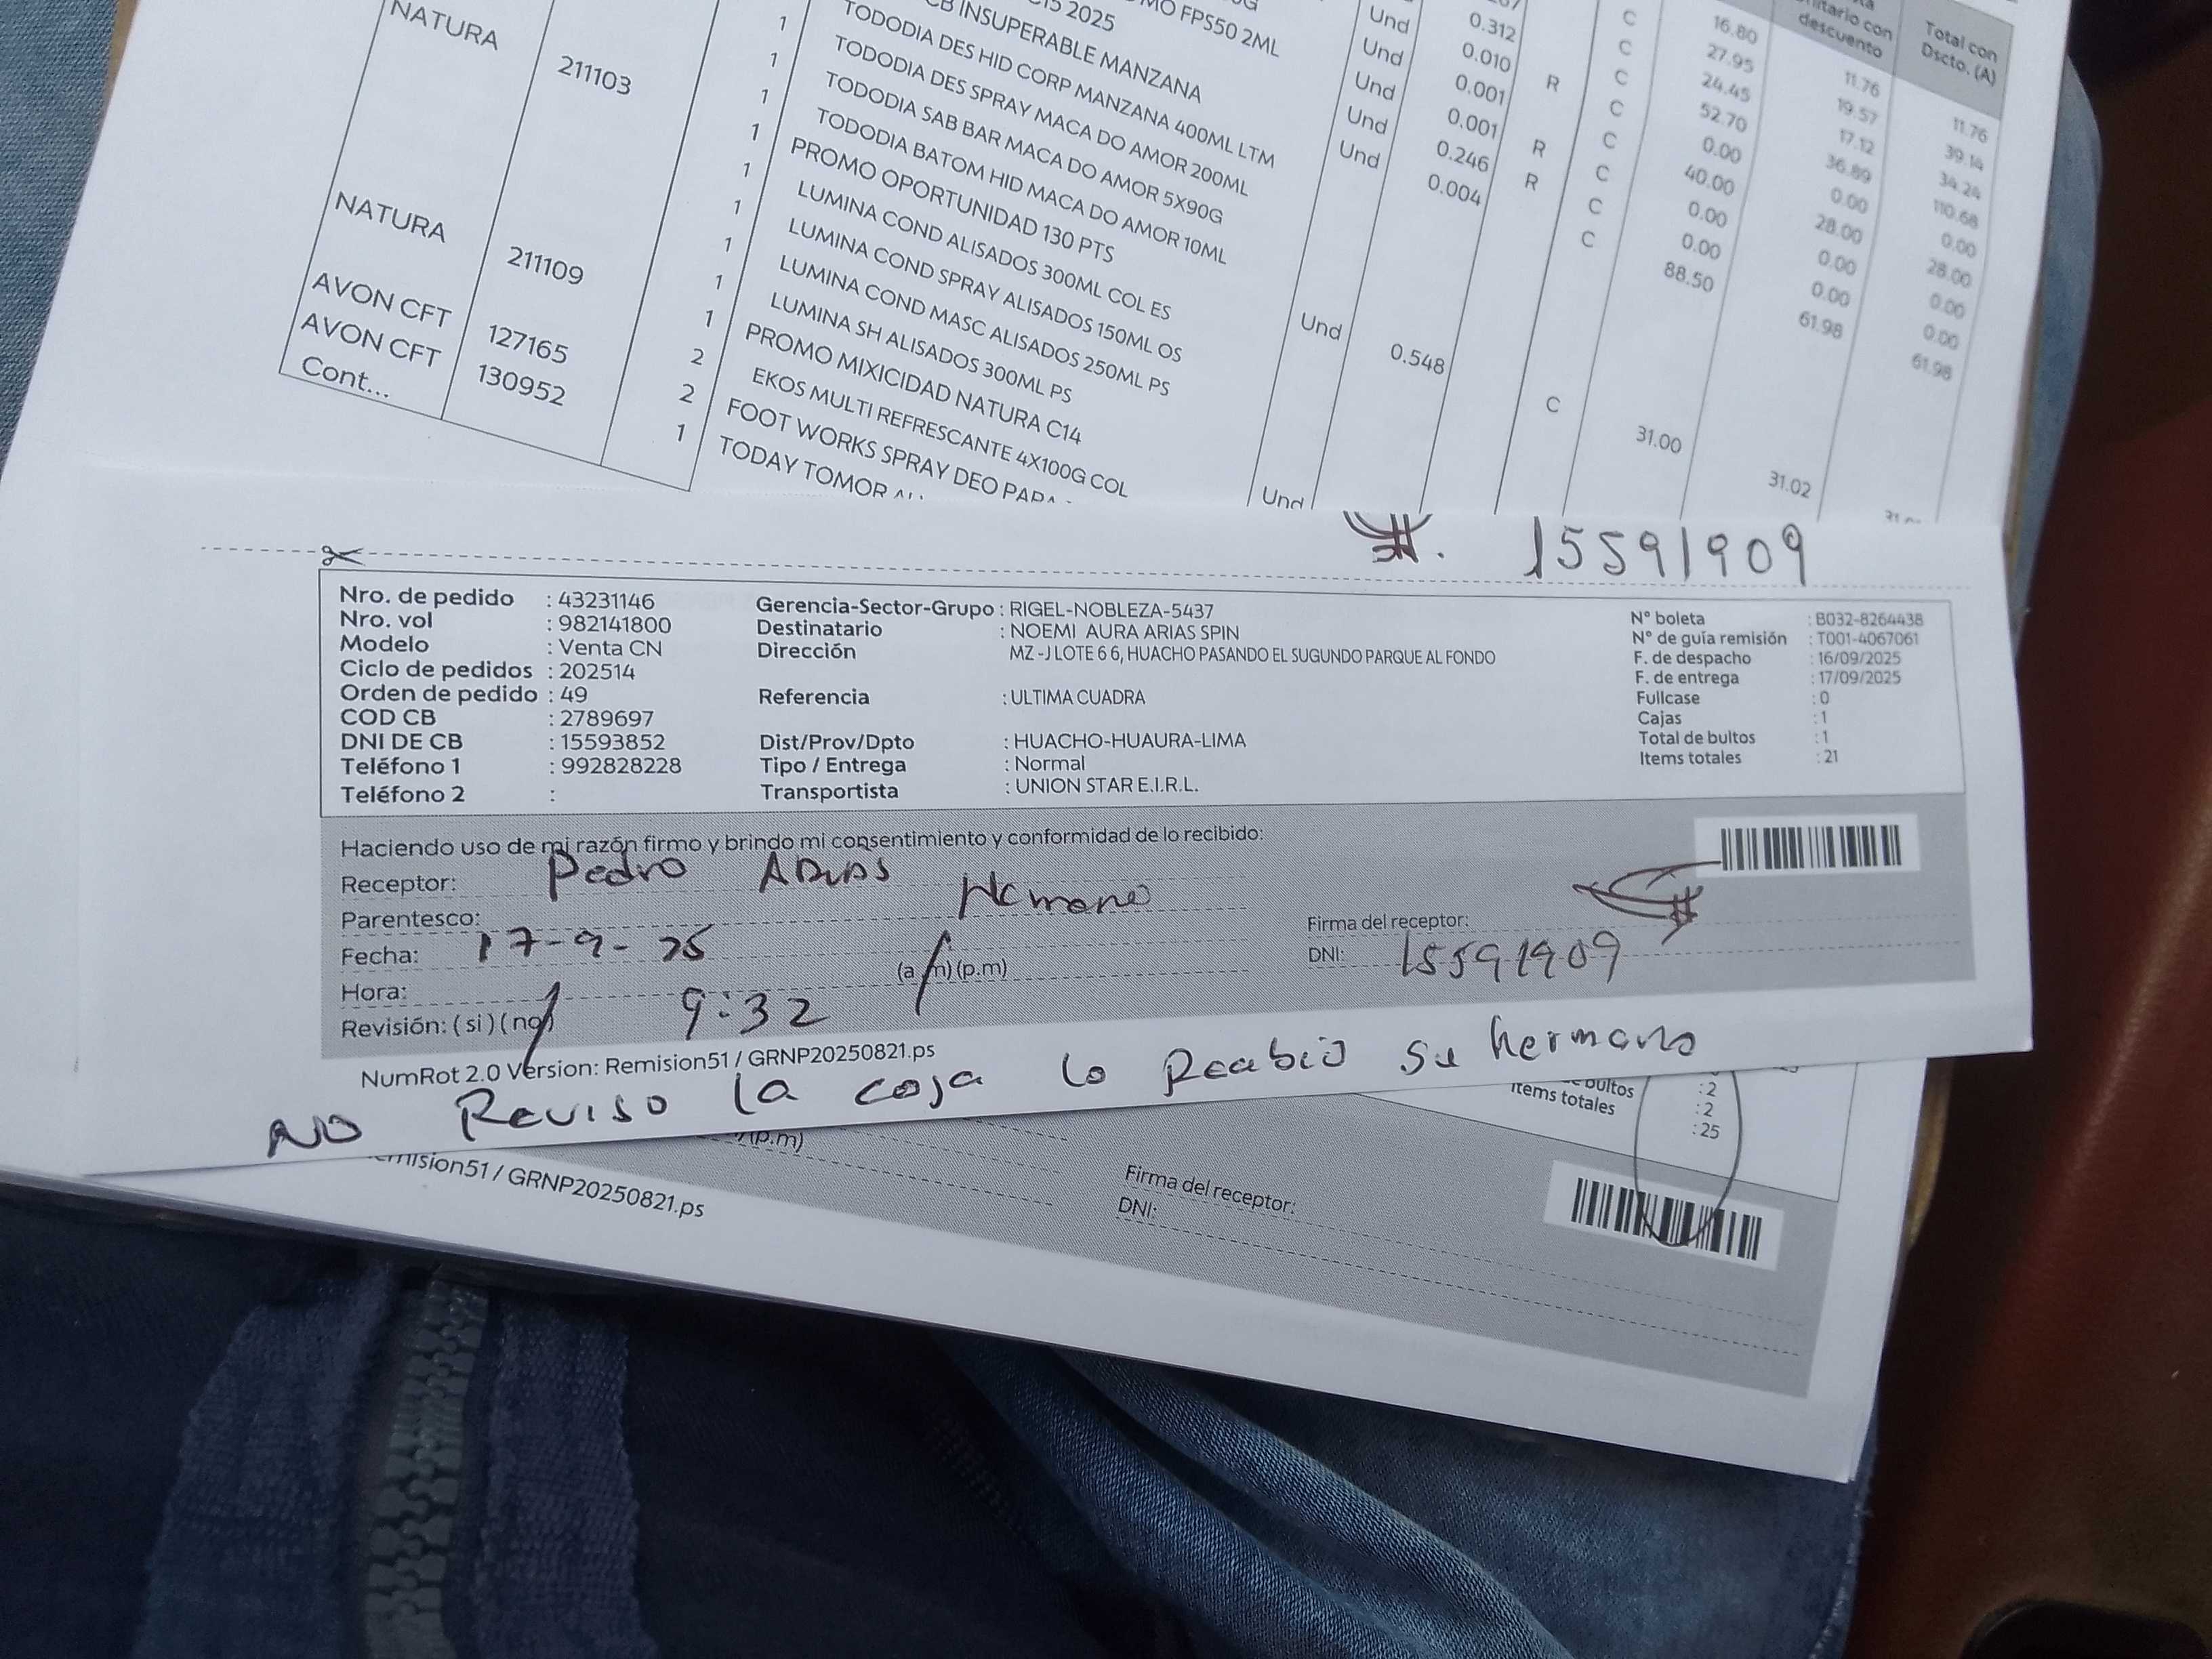 MO FPS50 2ML
2025
CB INSUPERABLE MANZANA
NATURA 211103 1 TODODIA DES HID CORP MANZANA 400ML LTM
1 TODODIA DES SPRAY MACA DO AMOR 200ML
1 TODODIA SAB BAR MACA DO AMOR 5X90G
1 TODODIA BATOM HID MACA DO AMOR 10ML
1 PROMO OPORTUNIDAD 130 PTS
1 LUMINA COND ALISADOS 300ML COL ES
1 LUMINA COND SPRAY ALISADOS 150ML OS
1 LUMINA COND MASC ALISADOS 250ML PS
1 LUMINA SH ALISADOS 300ML PS
NATURA 211109 PROMO MIXICIDAD NATURA C14
2 EKOS MULTI REFRESCANTE 4X100G COL
AVON CFT 127165 2 FOOT WORKS SPRAY DEO PARA
AVON CFT 130952 1 TODAY TOMOR
Cont...
Und 0.312
Und 0.010
Und 0.001 R
Und 0.001
Und 0.246 R
0.004 R
Und 0.548
Und
C
C
C
C
C
C
C
C
C
16.80
27.95
24.45
52.70
0.00
40.00
0.00
0.00
88.50
31.00
unitario con
descuento
11.76
19.57
17.12
36.89
0.00
28.00
0.00
0.00
61.98
31.02
Total con
Dscto. (A)
11.76
39.14
34.24
110.68
0.00
28.00
0.00
0.00
61.98
15591909
Nro. de pedido : 43231146
Nro. vol : 982141800
Modelo : Venta CN
Ciclo de pedidos : 202514
Orden de pedido : 49
COD CB : 2789697
DNI DE CB : 15593852
Teléfono 1 : 992828228
Teléfono 2 :
Gerencia-Sector-Grupo : RIGEL-NOBLEZA-5437
Destinatario : NOEMI AURA ARIAS SPIN
Dirección MZ -J LOTE 6 6, HUACHO PASANDO EL SUGUNDO PARQUE AL FONDO
Referencia : ULTIMA CUADRA
Dist/Prov/Dpto : HUACHO-HUAURA-LIMA
Tipo / Entrega : Normal
Transportista : UNION STAR E.I.R.L.
N° boleta : B032-8264438
N° de guía remisión : T001-4067061
F. de despacho : 16/09/2025
F. de entrega : 17/09/2025
Fullcase : 0
Cajas : 1
Total de bultos : 1
Items totales : 21
Haciendo uso de mi razón firmo y brindo mi consentimiento y conformidad de lo recibido:
Receptor: Pedro Arias
Parentesco: Hermano
Fecha: 17-9-25
Hora: 9:32 (a.m)(p.m)
Revisión: (si) (no)
Firma del receptor:
DNI: 15591909
NumRot 2.0 Version: Remision51 / GRNP20250821.ps
NO Reviso la caja lo Recibió su hermano
:2
bultos :2
Items totales :25
/(p.m)
emision51 / GRNP20250821.ps
Firma del receptor:
DNI: